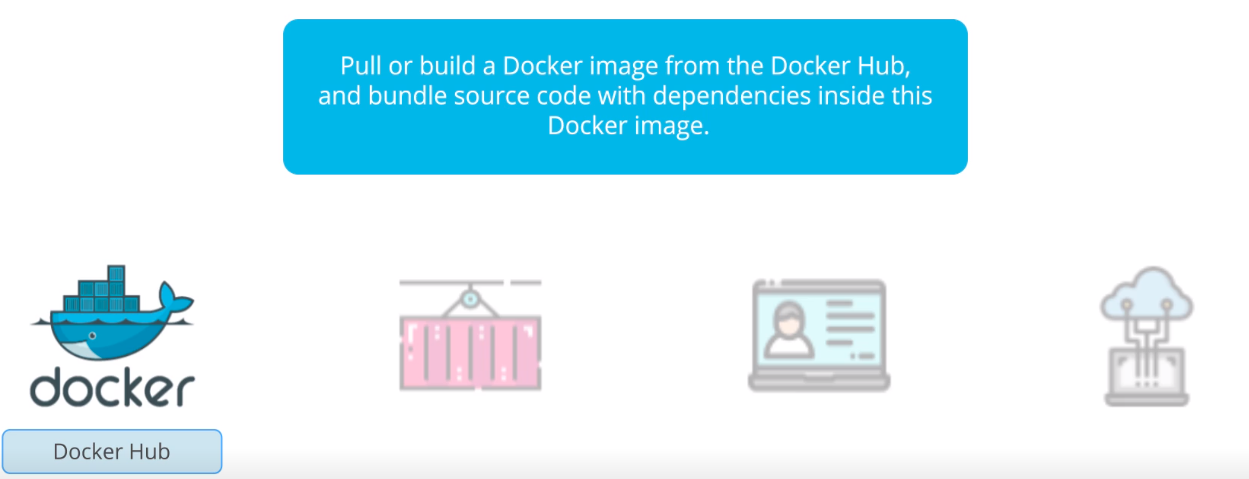 Pull or build a Docker image from the Docker Hub,
and bundle source code with dependencies inside this
Docker image.
docker
Docker Hub